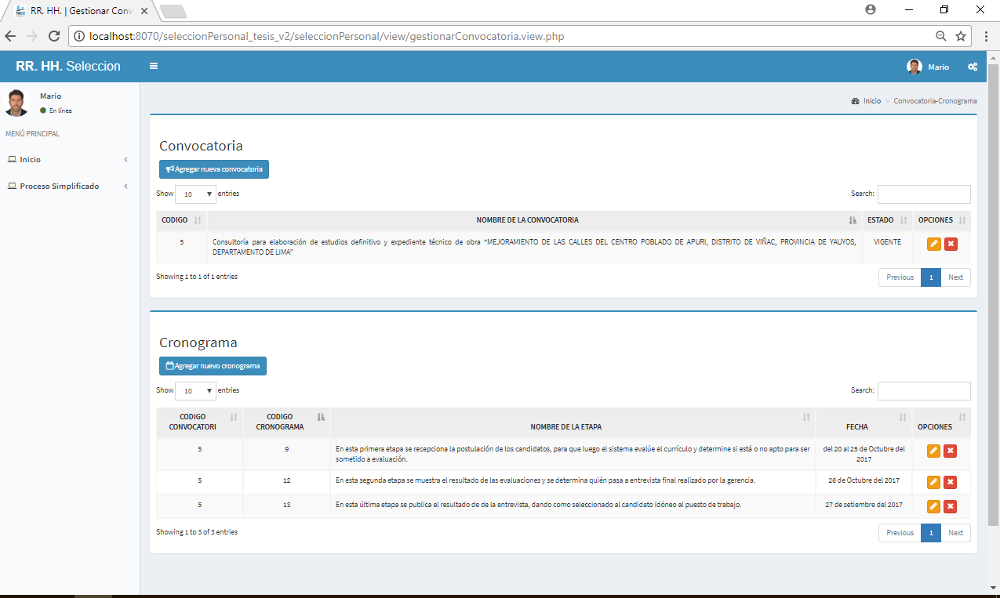 RR. HH. | Gestionar Conv
localhost:8070/seleccionPersonal_tesis_v2/seleccionPersonal/view/gestionarConvocatoria.view.php
RR. HH. Seleccion
Mario
Mario
En línea
Inicio > Convocatoria-Cronograma
MENÚ PRINCIPAL
Inicio
Proceso Simplificado
Convocatoria
Agregar nueva convocatoria
Show 10 entries
Search:
CODIGO NOMBRE DE LA CONVOCATORIA ESTADO OPCIONES
5 Consultoría para elaboración de estudios definitivo y expediente técnico de obra “MEJORAMIENTO DE LAS CALLES DEL CENTRO POBLADO DE APURI, DISTRITO DE VIÑAC, PROVINCIA DE YAUYOS, VIGENTE
DEPARTAMENTO DE LIMA”
Showing 1 to 1 of 1 entries
Previous 1 Next
Cronograma
Agregar nuevo cronograma
Show 10 entries
Search:
CODIGO CODIGO
CONVOCATORI CRONOGRAMA NOMBRE DE LA ETAPA FECHA OPCIONES
5 9 En esta primera etapa se recepciona la postulación de los candidatos, para que luego el sistema evalúe el currículo y determine si está o no apto para ser del 20 al 25 de Octubre del
sometido a evaluación. 2017
5 12 En esta segunda etapa se muestra el resultado de las evaluaciones y se determina quién pasa a entrevista final realizado por la gerencia. 26 de Octubre del 2017
5 13 En esta última etapa se publica el resultado de de la entrevista, dando como seleccionado al candidato idóneo al puesto de trabajo. 27 de setiembre del 2017
Showing 1 to 3 of 3 entries
Previous 1 Next